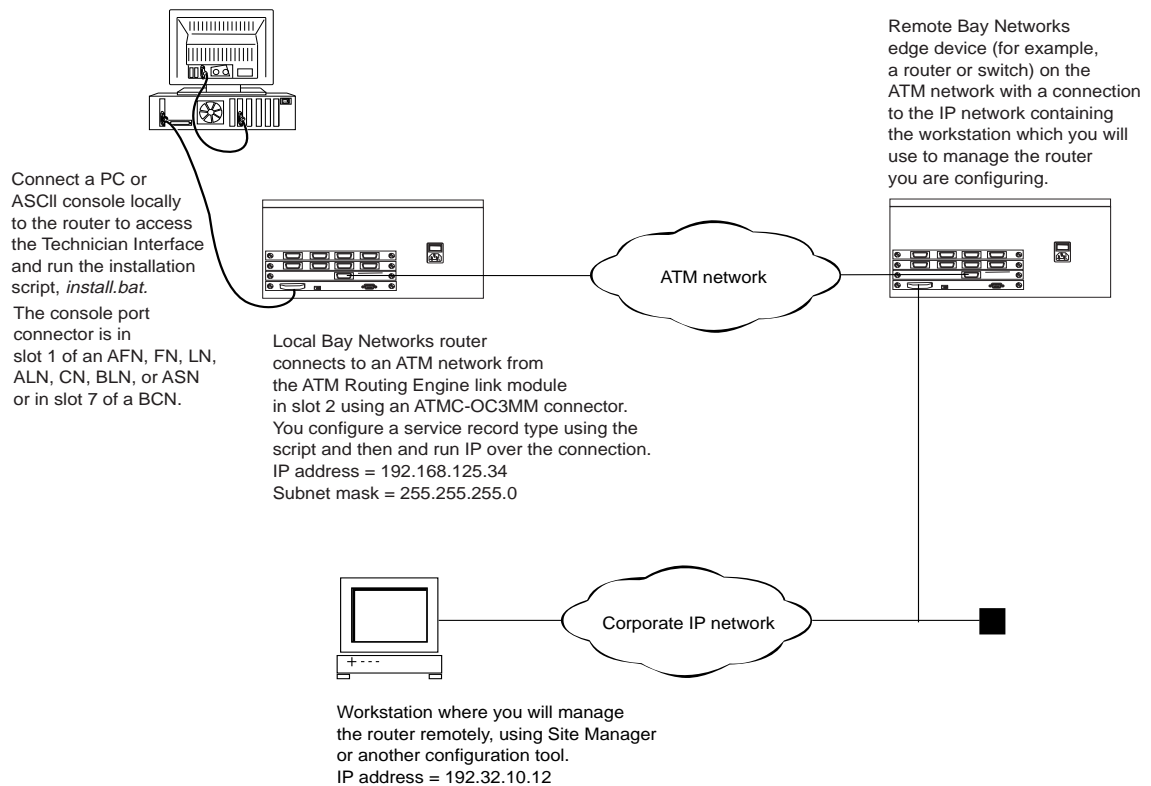 Remote Bay Networks
edge device (for example,
a router or switch) on the
ATM network with a connection
to the IP network containing
the workstation which you will
use to manage the router
you are configuring.
Connect a PC or
ASCII console locally
to the router to access
the Technician Interface
and run the installation
script, install.bat.
The console port
connector is in
slot 1 of an AFN, FN, LN,
ALN, CN, BLN, or ASN
or in slot 7 of a BCN.
ATM network
Local Bay Networks router
connects to an ATM network from
the ATM Routing Engine link module
in slot 2 using an ATMC-OC3MM connector.
You configure a service record type using the
script and then and run IP over the connection.
IP address = 192.168.125.34
Subnet mask = 255.255.255.0
Corporate IP network
Workstation where you will manage
the router remotely, using Site Manager
or another configuration tool.
IP address = 192.32.10.12